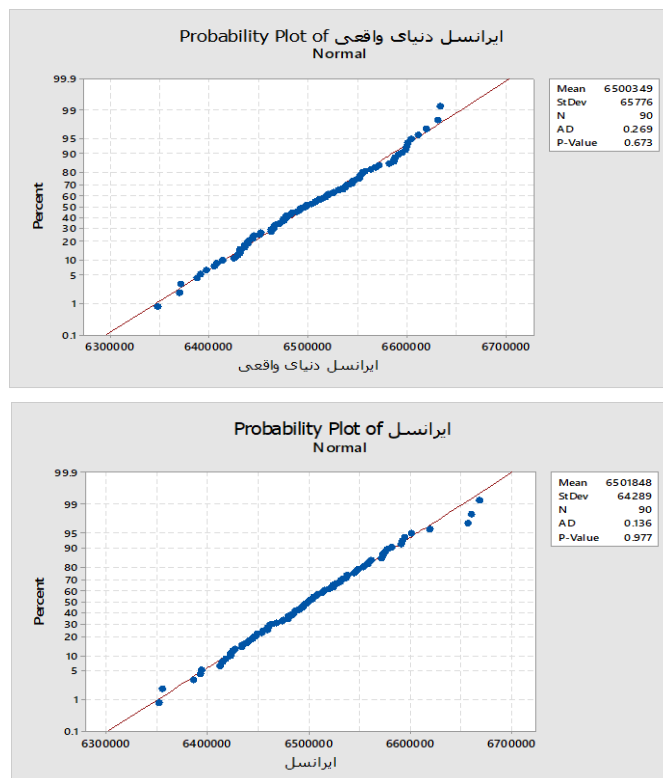 Probability Plot of ایرانسل دنیای واقعی
Normal
99.9
99
95
90
80
70
60
50
40
30
20
10
5
1
0.1
Percent
6300000 6400000 6500000 6600000 6700000
ایرانسل دنیای واقعی
Mean 6500349
StDev 65776
N 90
AD 0.269
P-Value 0.673
Probability Plot of ایرانسل
Normal
99.9
99
95
90
80
70
60
50
40
30
20
10
5
1
0.1
Percent
6300000 6400000 6500000 6600000 6700000
ایرانسل
Mean 6501848
StDev 64289
N 90
AD 0.136
P-Value 0.977